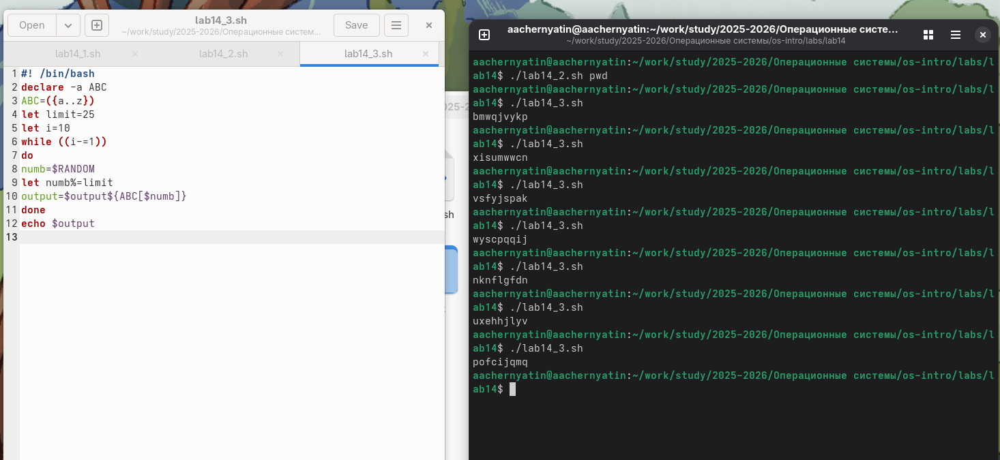 Open
lab14_3.sh
~/work/study/2025-2026/Операционные систем…
Save
lab14_1.sh
lab14_2.sh
lab14_3.sh
1 #! /bin/bash
2 declare -a ABC
3 ABC=({a..z})
4 let limit=25
5 let i=10
6 while ((i-=1))
7 do
8 numb=$RANDOM
9 let numb%=limit
10 output=$output${ABC[$numb]}
11 done
12 echo $output
13
025-2
sh
aachernyatin@aachernyatin:~/work/study/2025-2026/Операционные систе…
~/work/study/2025-2026/Операционные системы/os-intro/labs/lab14
aachernyatin@aachernyatin:~/work/study/2025-2026/Операционные системы/os-intro/labs/l
ab14$ ./lab14_2.sh pwd
aachernyatin@aachernyatin:~/work/study/2025-2026/Операционные системы/os-intro/labs/l
ab14$ ./lab14_3.sh
bmwqjvykp
aachernyatin@aachernyatin:~/work/study/2025-2026/Операционные системы/os-intro/labs/l
ab14$ ./lab14_3.sh
xisumwwcn
aachernyatin@aachernyatin:~/work/study/2025-2026/Операционные системы/os-intro/labs/l
ab14$ ./lab14_3.sh
vsfyjspak
aachernyatin@aachernyatin:~/work/study/2025-2026/Операционные системы/os-intro/labs/l
ab14$ ./lab14_3.sh
wyscpqqij
aachernyatin@aachernyatin:~/work/study/2025-2026/Операционные системы/os-intro/labs/l
ab14$ ./lab14_3.sh
nknflgfdn
aachernyatin@aachernyatin:~/work/study/2025-2026/Операционные системы/os-intro/labs/l
ab14$ ./lab14_3.sh
uxehhjlyv
aachernyatin@aachernyatin:~/work/study/2025-2026/Операционные системы/os-intro/labs/l
ab14$ ./lab14_3.sh
pofcijqmq
aachernyatin@aachernyatin:~/work/study/2025-2026/Операционные системы/os-intro/labs/l
ab14$